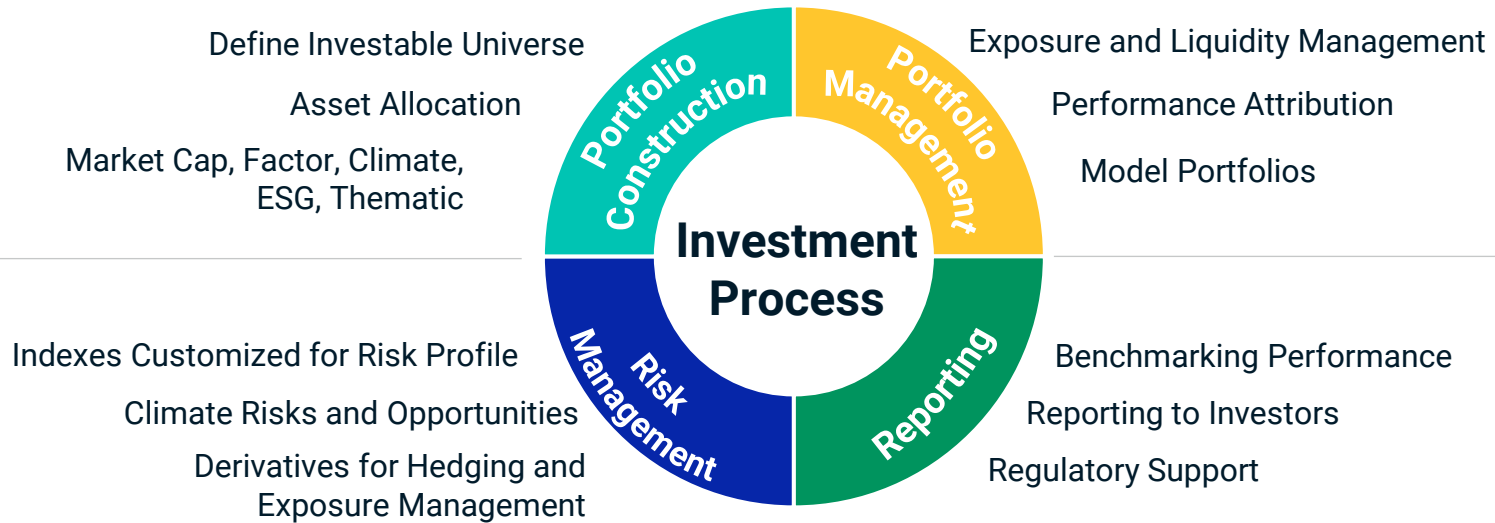 Define Investable Universe
Asset Allocation
Market Cap, Factor, Climate,
ESG, Thematic
Portfolio
Construction
Portfolio
Management
Exposure and Liquidity Management
Performance Attribution
Model Portfolios
Investment
Process
Indexes Customized for Risk Profile
Climate Risks and Opportunities
Derivatives for Hedging and
Exposure Management
Risk
Management
Reporting
Benchmarking Performance
Reporting to Investors
Regulatory Support